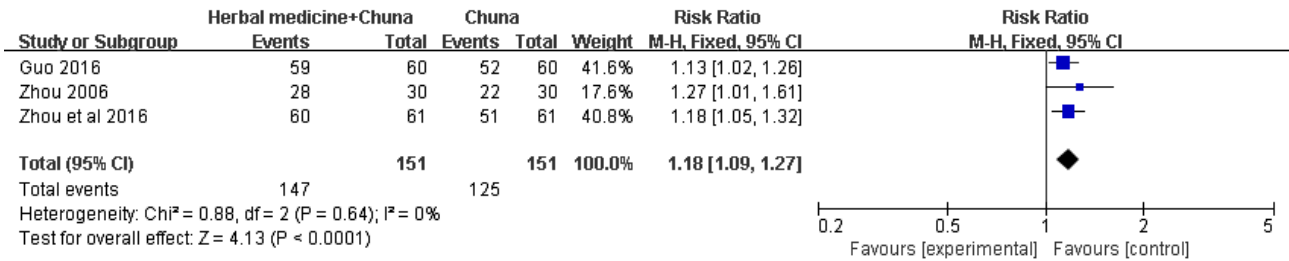 Herbal medicine+Chuna Chuna Risk Ratio Risk Ratio
Study or Subgroup Events Total Events Total Weight M-H, Fixed, 95% CI M-H, Fixed, 95% CI
Guo 2016 59 60 52 60 41.6% 1.13 [1.02, 1.26]
Zhou 2006 28 30 22 30 17.6% 1.27 [1.01, 1.61]
Zhou et al 2016 60 61 51 61 40.8% 1.18 [1.05, 1.32]
Total (95% CI) 151 151 100.0% 1.18 [1.09, 1.27]
Total events 147 125
Heterogeneity: Chi² = 0.88, df = 2 (P = 0.64); I² = 0%
Test for overall effect: Z = 4.13 (P < 0.0001)
0.2 0.5 1 2 5
Favours [experimental] Favours [control]